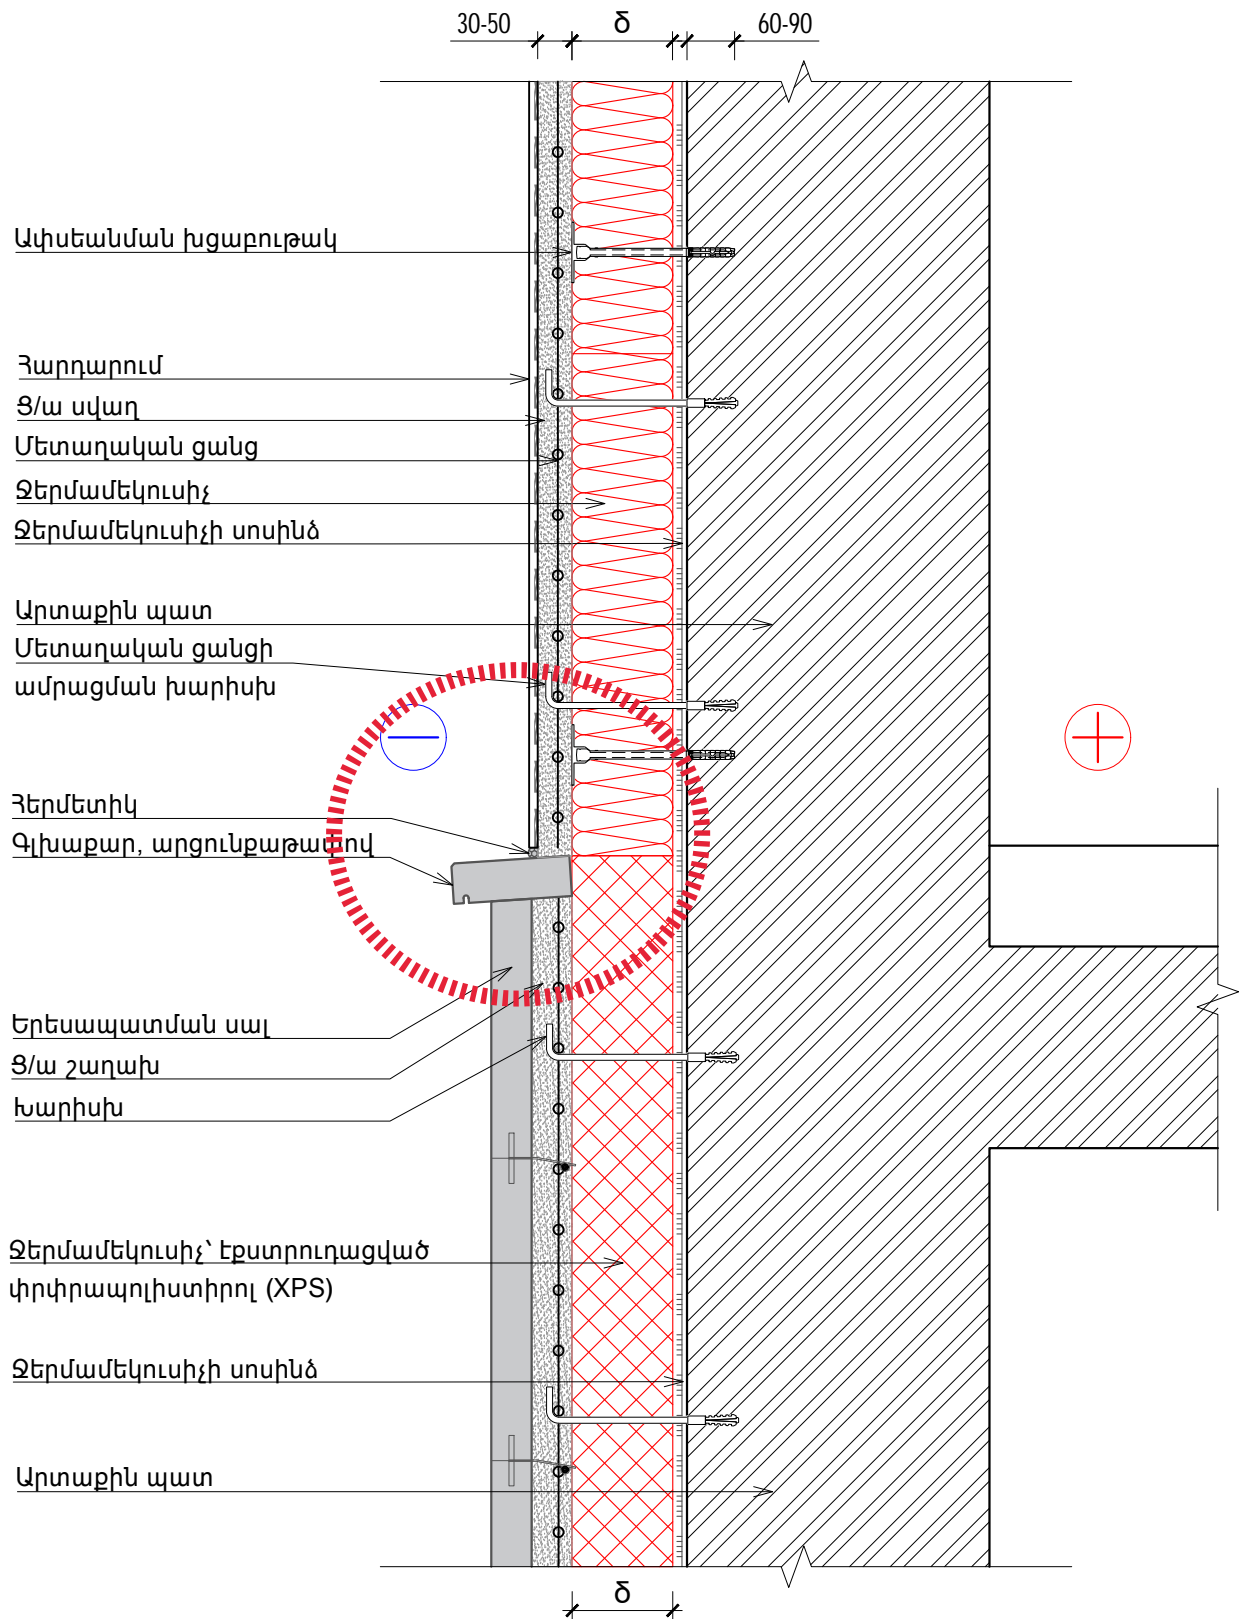 30-50 δ 60-90
Ափսեանման խցաբութակ
Հարդարում
Ց/ա սվաղ
Մետաղական ցանց
Ջերմամեկուսիչ
Ջերմամեկուսիչի սոսինձ
Արտաքին պատ
Մետաղական ցանցի
ամրացման խարիսխ
Հերմետիկ
Գլխաքար, արցունքաթափով
Երեսապատման սալ
Ց/ա շաղախ
Խարիսխ
Ջերմամեկուսիչ՝ էքստրուդացված
փրփրապոլիստիրոլ (XPS)
Ջերմամեկուսիչի սոսինձ
Արտաքին պատ
δ